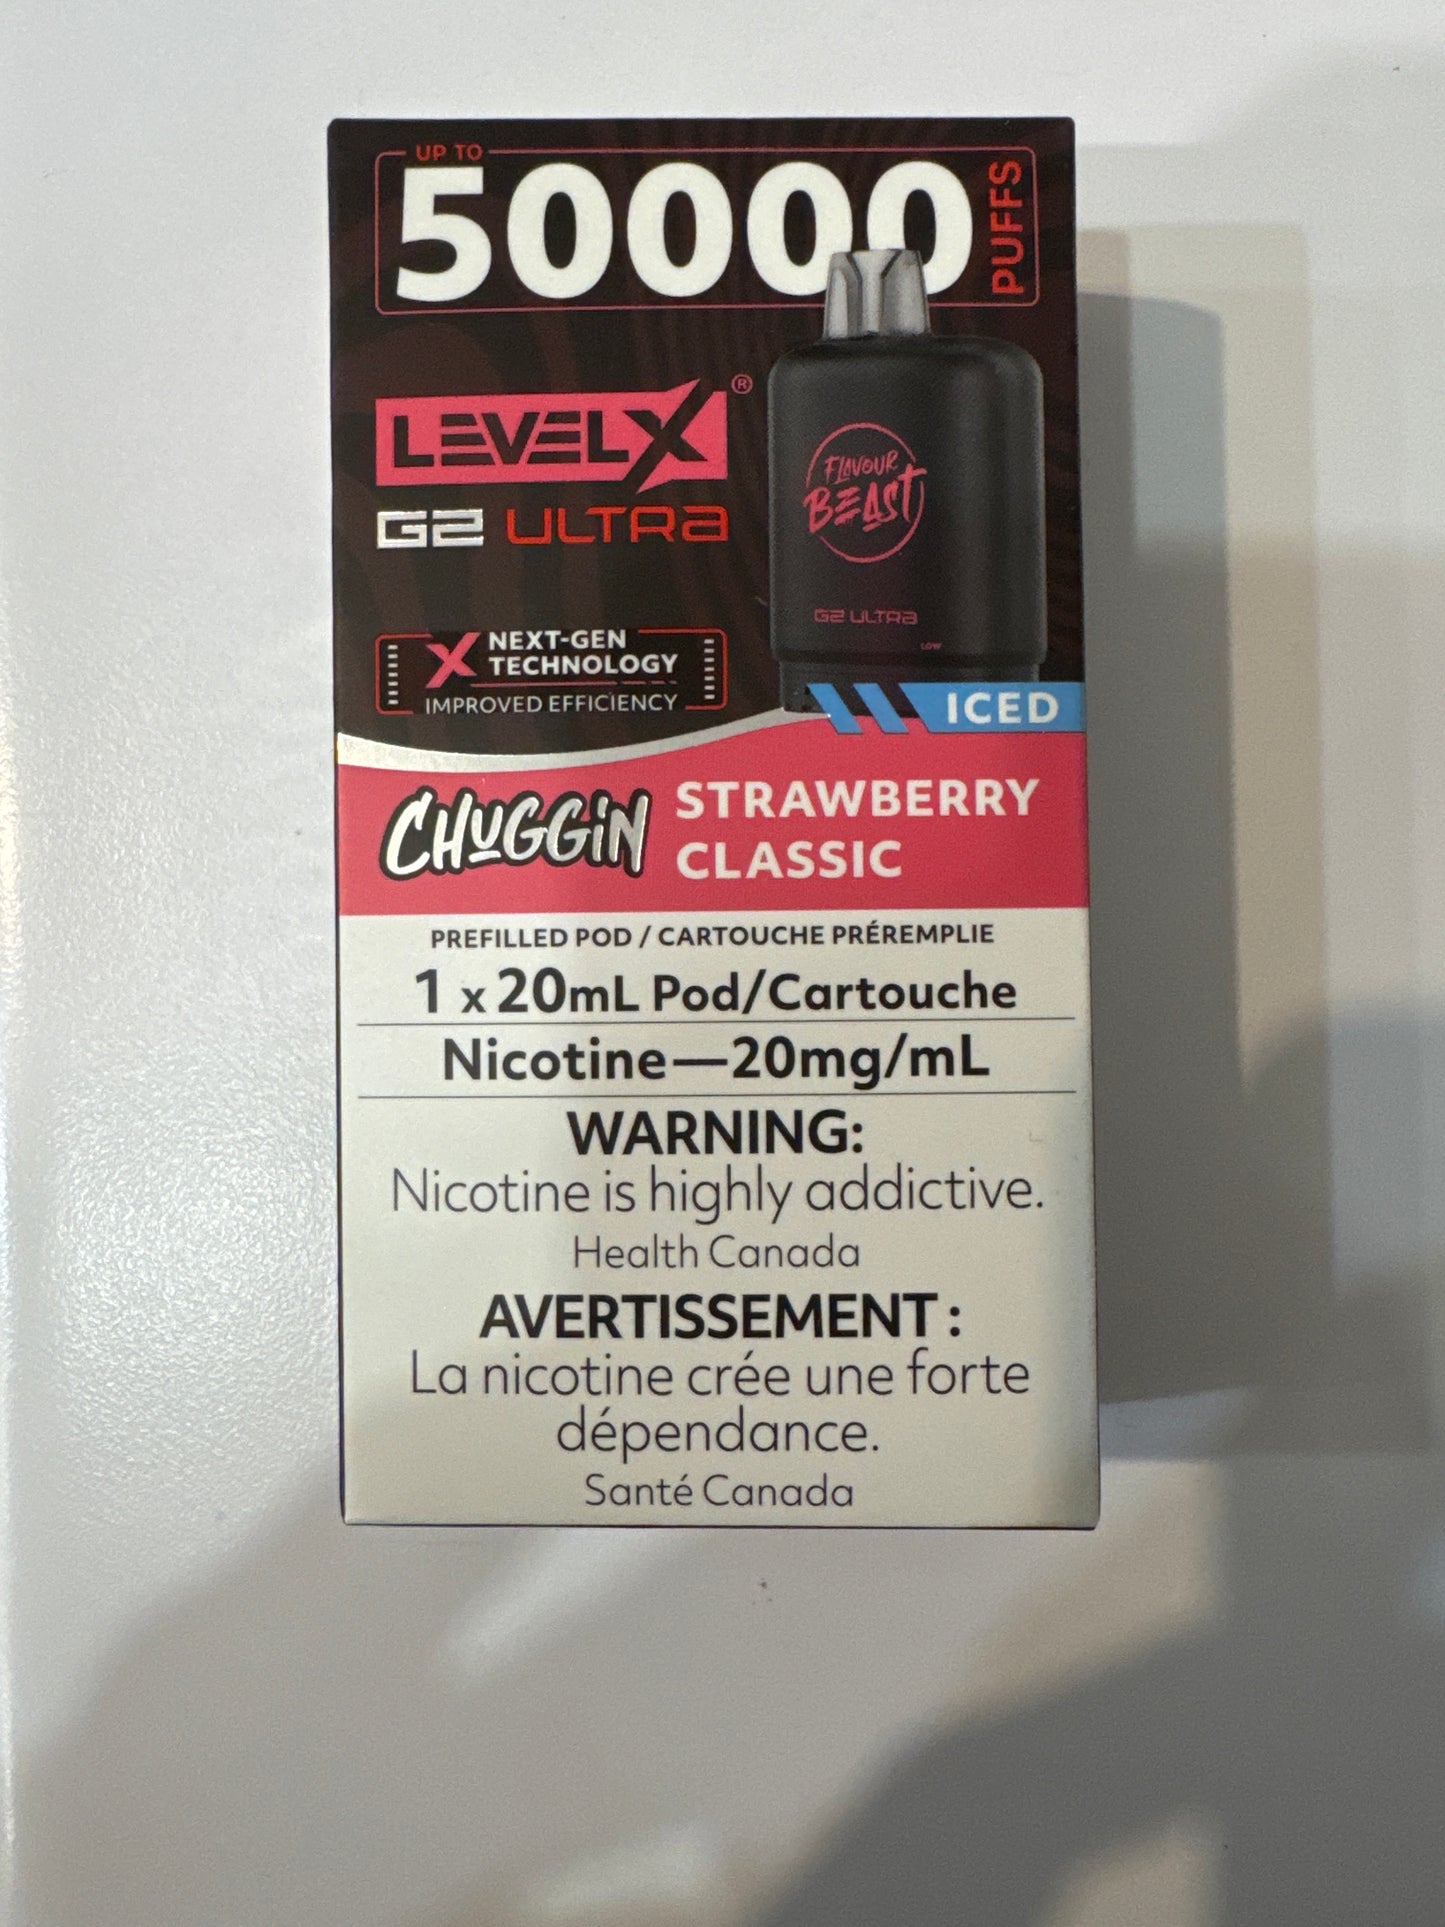 UP TO
50000
PUFFS
LEVELX®
G2 ULTRA
FLAVOUR
BEAST
G2 ULTRA
LOW
X NEXT-GEN
TECHNOLOGY
IMPROVED EFFICIENCY
ICED
CHUGGiN
STRAWBERRY
CLASSIC
PREFILLED POD / CARTOUCHE PRÉREMPLIE
1 x 20mL Pod/Cartouche
Nicotine—20mg/mL
WARNING:
Nicotine is highly addictive.
Health Canada
AVERTISSEMENT :
La nicotine crée une forte
dépendance.
Santé Canada